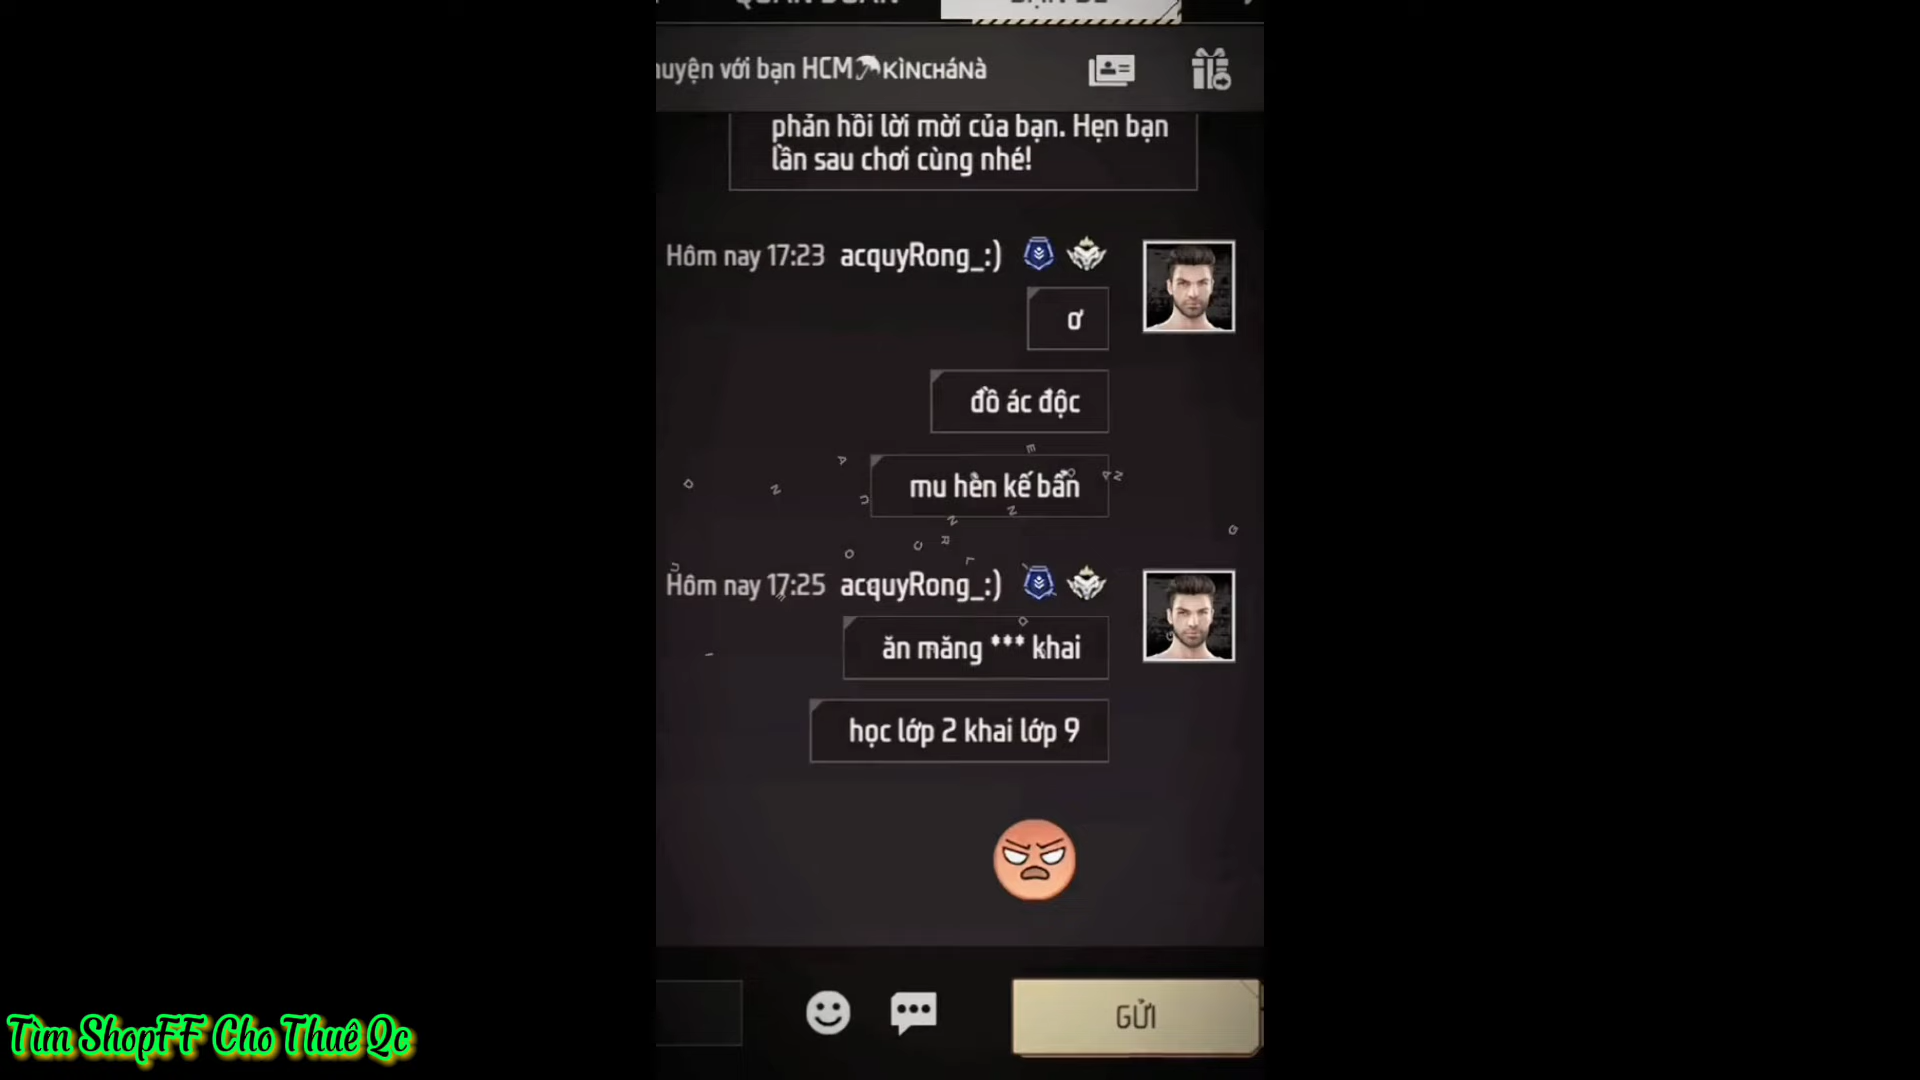 huyện với bạn HCM☂KÌNCHáNà
phản hồi lời mời của bạn. Hẹn bạn
lần sau chơi cùng nhé!
Hôm nay 17:23 acquyRong_:)
ơ
đồ ác độc
mu hèn kế bẩn
Hôm nay 17:25 acquyRong_:)
ăn măng *** khai
học lớp 2 khai lớp 9
GỬI
Tìm ShopFF Cho Thuê Qc